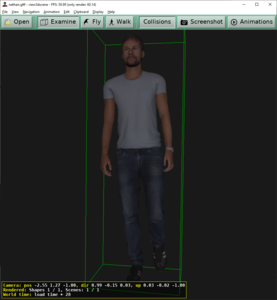 nathan.gltf - view3dscene - FPS: 59.99 (only render: 60.14)
File View Navigation Animation Edit Clipboard Display Help
Open Examine Fly Walk Collisions Screenshot Animations
Camera: pos -2.55 1.27 -1.00, dir 0.99 -0.15 0.03, up 0.03 -0.02 -1.00
Rendered: Shapes 1 / 1, Scenes: 1 / 1
World time: load time + 28